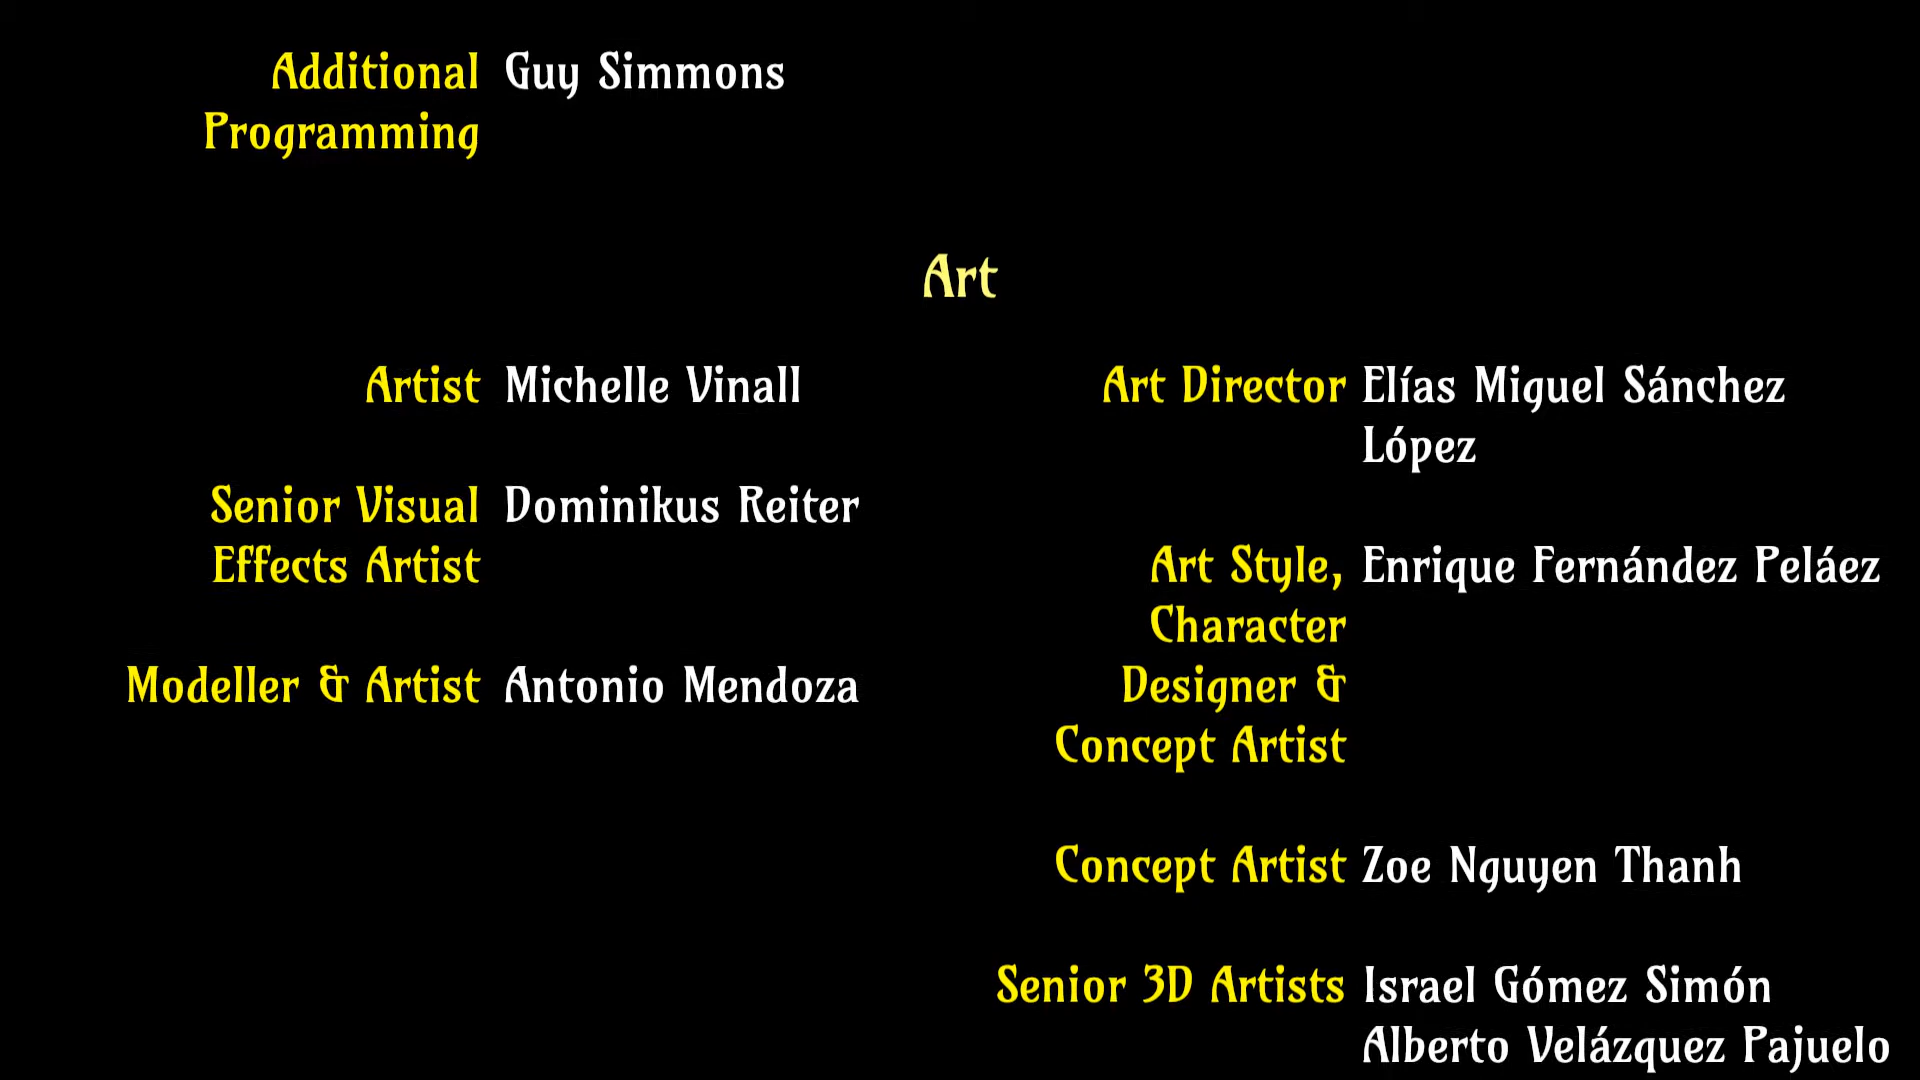 Additional Guy Simmons
Programming
Art
Artist Michelle Vinall
Senior Visual Dominikus Reiter
Effects Artist
Modeller & Artist Antonio Mendoza
Art Director Elías Miguel Sánchez
López
Art Style, Enrique Fernández Peláez
Character
Designer &
Concept Artist
Concept Artist Zoe Nguyen Thanh
Senior 3D Artists Israel Gómez Simón
Alberto Velázquez Pajuelo